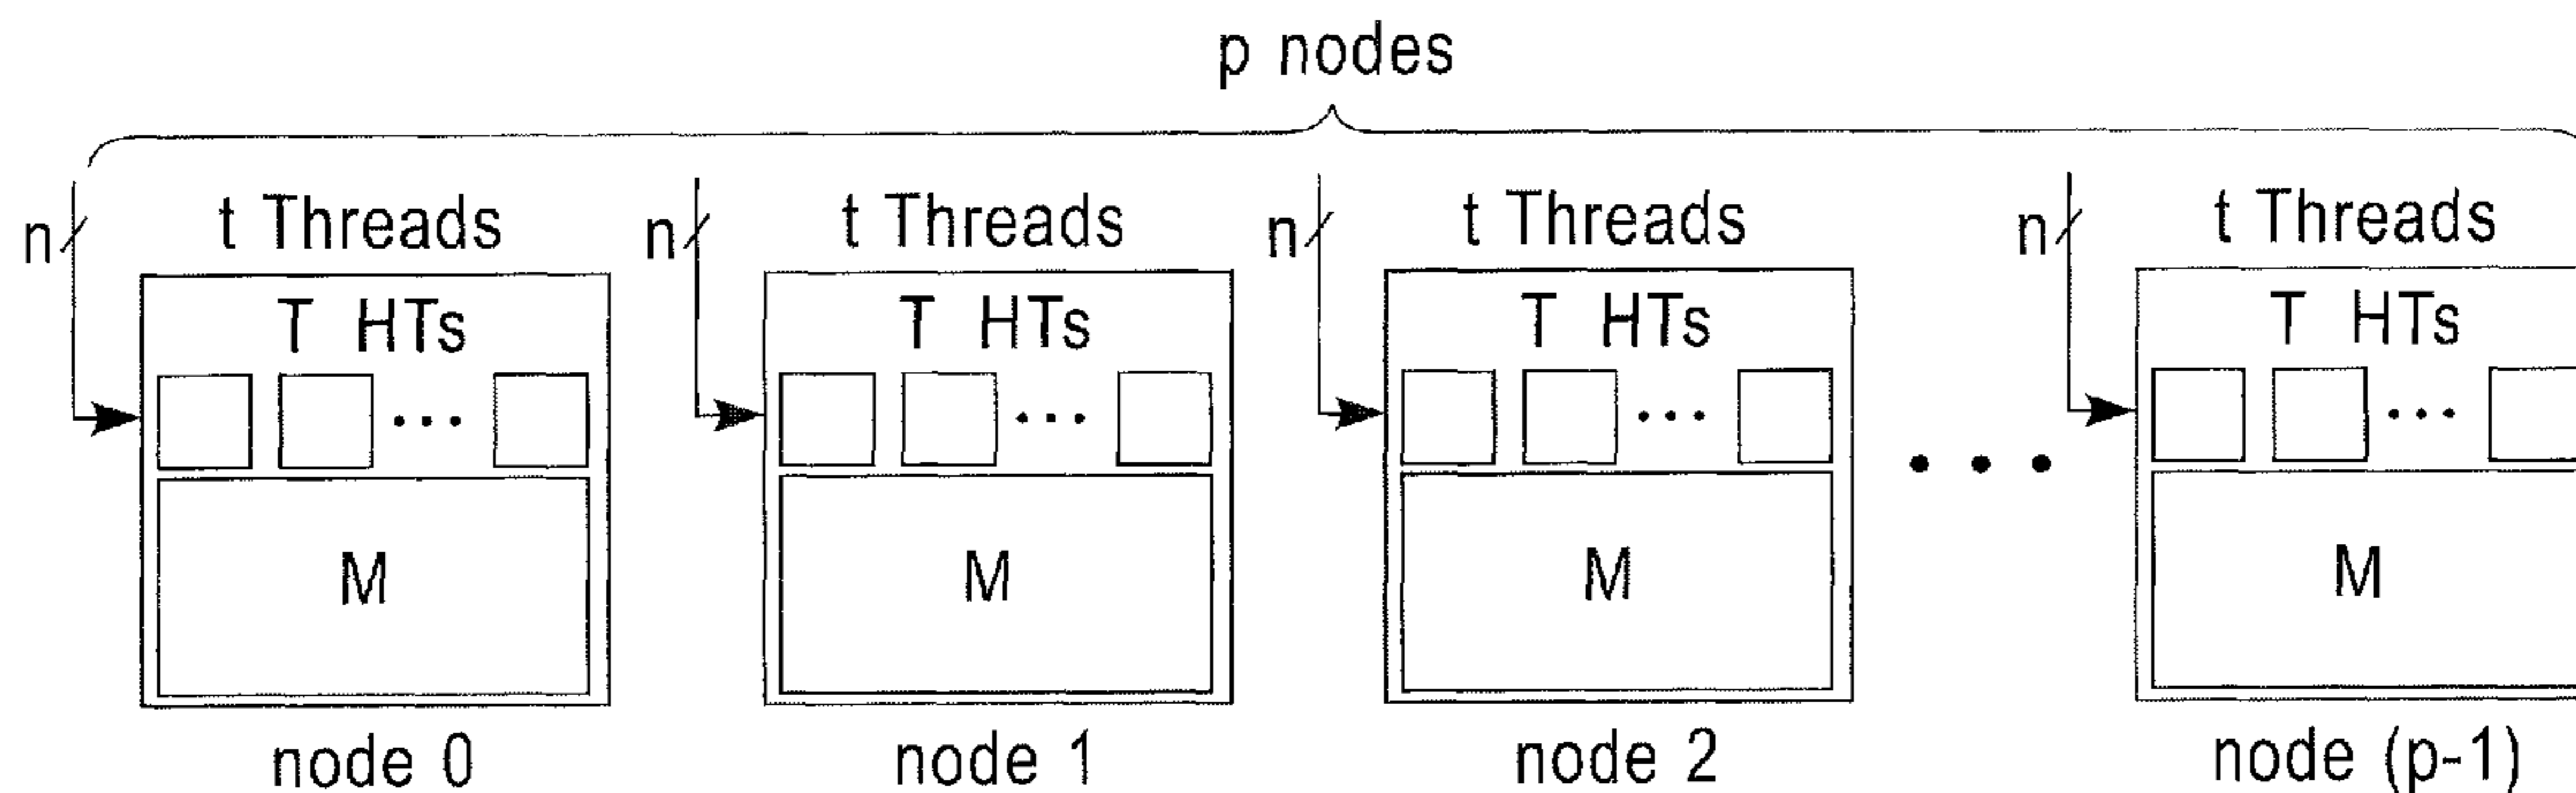 p nodes
n t Threads n t Threads n t Threads n t Threads
T HTs T HTs T HTs T HTs
... ... ... ...
M M M M
node 0 node 1 node 2 node (p-1)